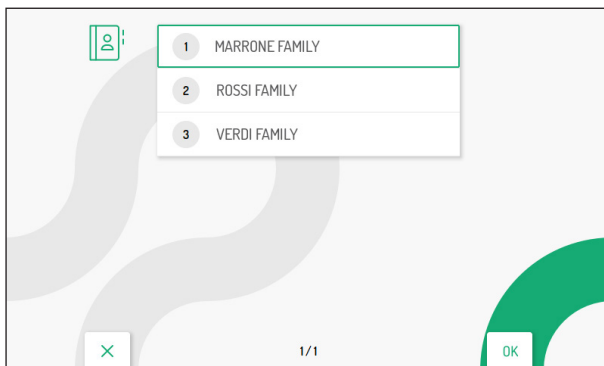 1 MARRONE FAMILY
2 ROSSI FAMILY
3 VERDI FAMILY
1/1
OK